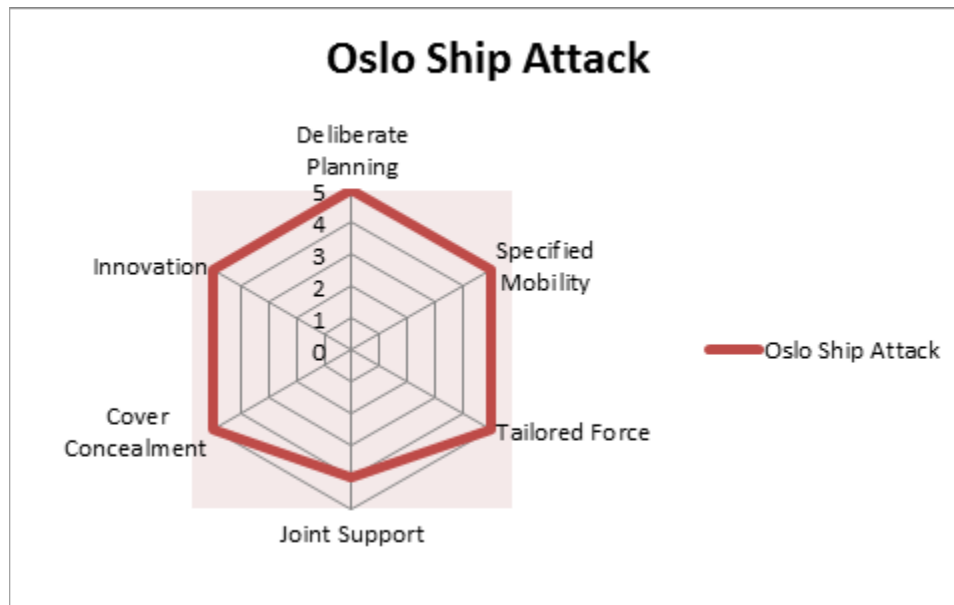 Oslo Ship Attack
Deliberate
Planning
5
4
3
2
1
0
Specified
Mobility
Innovation
Oslo Ship Attack
Cover
Concealment
Tailored Force
Joint Support